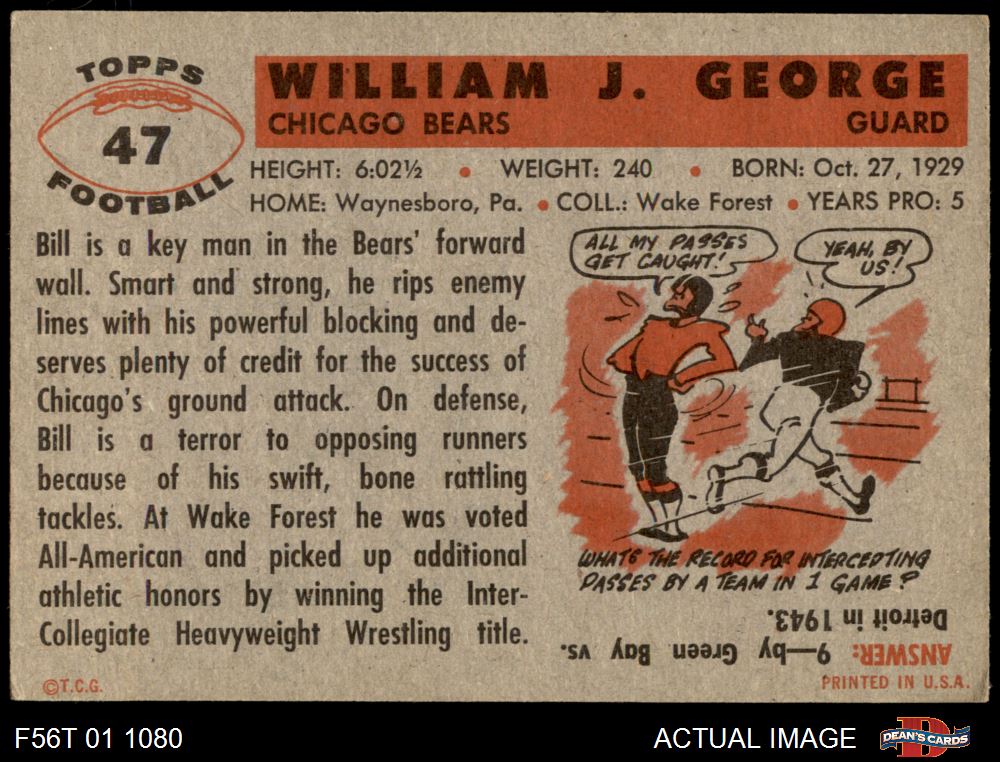 TOPPS
47
FOOTBALL
WILLIAM J. GEORGE
CHICAGO BEARS GUARD
HEIGHT: 6:02½ • WEIGHT: 240 • BORN: Oct. 27, 1929
HOME: Waynesboro, Pa. • COLL.: Wake Forest • YEARS PRO: 5
Bill is a key man in the Bears' forward
wall. Smart and strong, he rips enemy
lines with his powerful blocking and de-
serves plenty of credit for the success of
Chicago's ground attack. On defense,
Bill is a terror to opposing runners
because of his swift, bone rattling
tackles. At Wake Forest he was voted
All-American and picked up additional
athletic honors by winning the Inter-
Collegiate Heavyweight Wrestling title.
©T.C.G.
ALL MY PASSES
GET CAUGHT!
YEAH, BY
US!
WHATS THE RECORD FOR INTERCEPTING
PASSES BY A TEAM IN 1 GAME?
ANSWER: 9—by Green Bay vs.
Detroit in 1943.
PRINTED IN U.S.A.
F56T 01 1080
ACTUAL IMAGE
D
DEAN'S CARDS